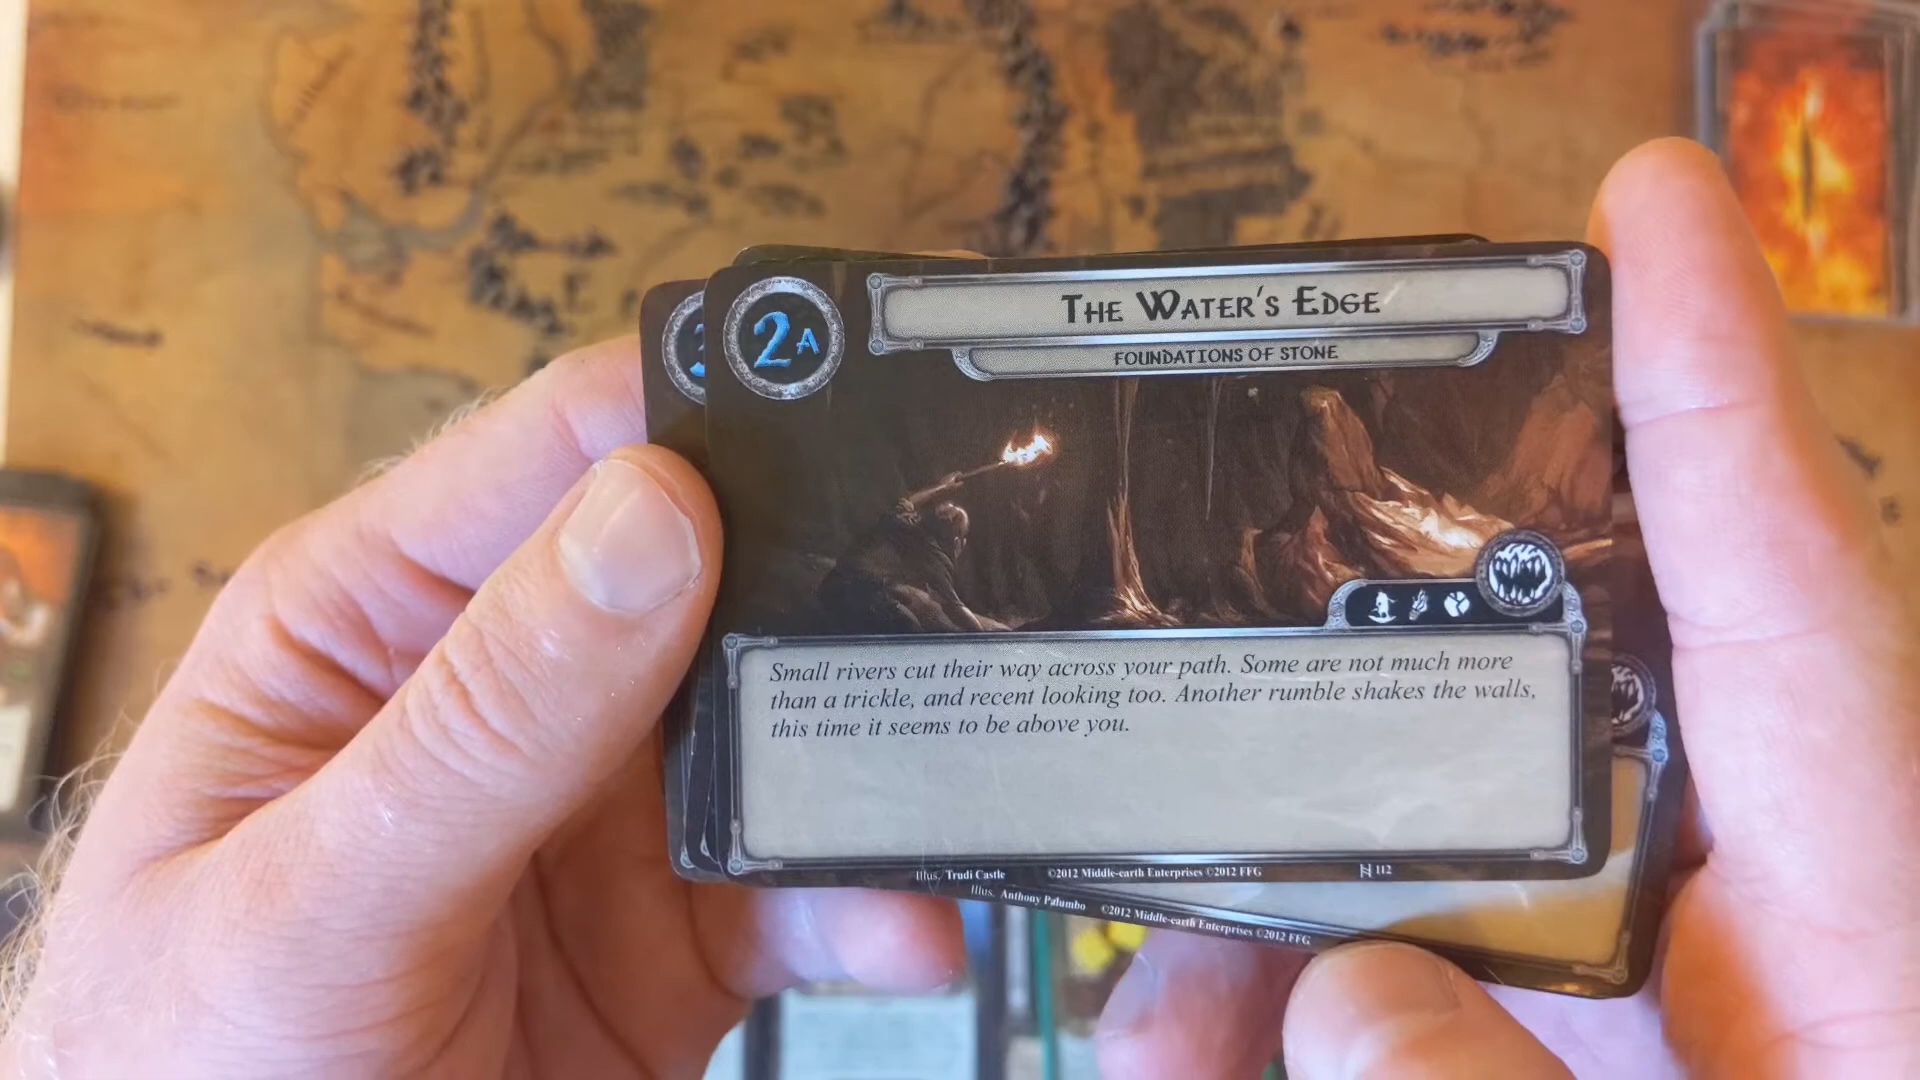 2A
THE WATER'S EDGE
FOUNDATIONS OF STONE
Small rivers cut their way across your path. Some are not much more
than a trickle, and recent looking too. Another rumble shakes the walls,
this time it seems to be above you.
Illus. Trudi Castle ©2012 Middle-earth Enterprises ©2012 FFG 112
Illus. Anthony Palumbo ©2012 Middle-earth Enterprises ©2012 FFG